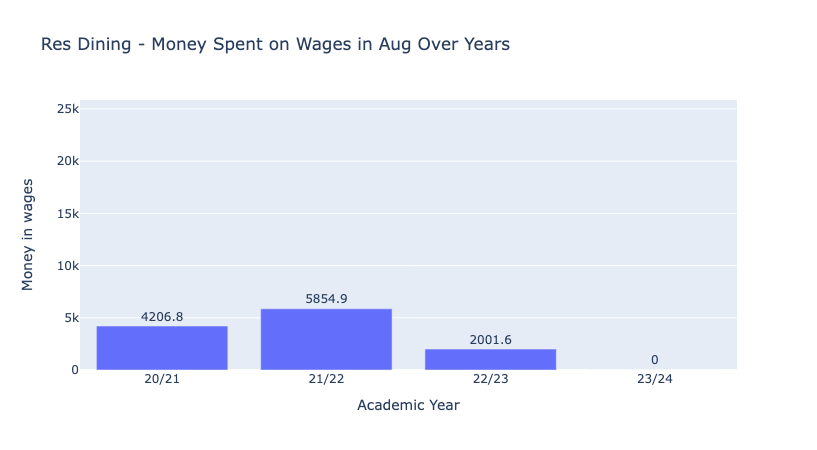 Res Dining - Money Spent on Wages in Aug Over Years
Money in wages
25k
20k
15k
10k
5k
0
4206.8
5854.9
2001.6
0
20/21
21/22
22/23
23/24
Academic Year